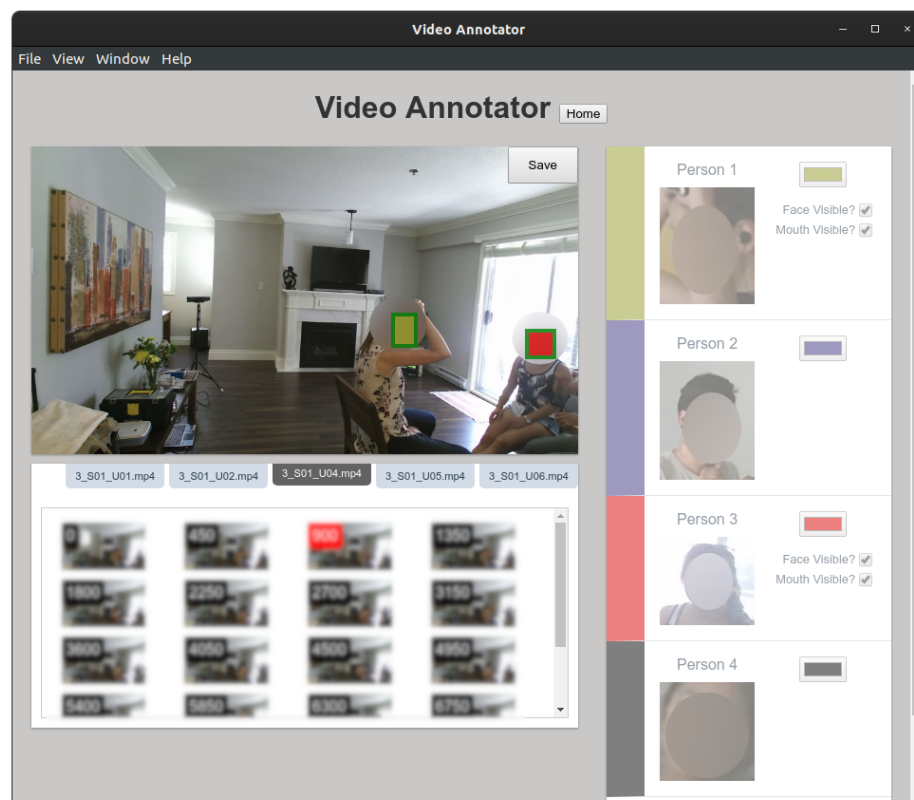 Video Annotator
File View Window Help
Video Annotator Home
Save
3_S01_U01.mp4 3_S01_U02.mp4 3_S01_U04.mp4 3_S01_U05.mp4 3_S01_U06.mp4
0 450 900 1350
1800 2250 2700 3150
3600 4050 4500 4950
5400 5850 6300 6750
Person 1
Face Visible?
Mouth Visible?
Person 2
Person 3
Face Visible?
Mouth Visible?
Person 4